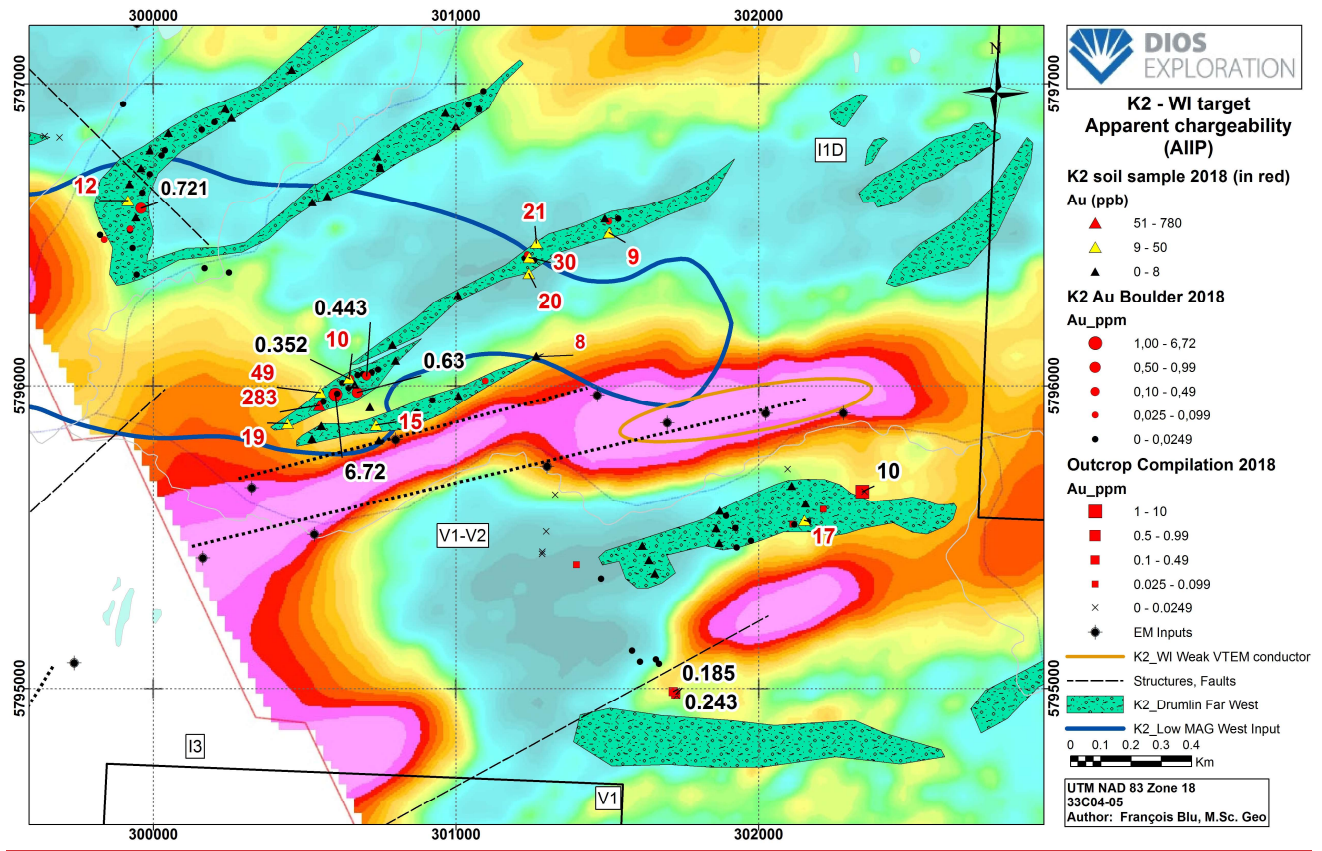 300000
301000
302000
5797000
5797000
12
0.721
I1D
21
30
9
20
0.443
0.352
10
0.63
8
49
283
19
15
6.72
5796000
5796000
10
V1-V2
17
5795000
5795000
0.185
0.243
I3
V1
300000
301000
302000
DIOS
EXPLORATION
N
K2 - WI target
Apparent chargeability
(AIIP)
K2 soil sample 2018 (in red)
Au (ppb)
51 - 780
9 - 50
0 - 8
K2 Au Boulder 2018
Au_ppm
1,00 - 6,72
0,50 - 0,99
0,10 - 0,49
0,025 - 0,099
0 - 0,0249
Outcrop Compilation 2018
Au_ppm
1 - 10
0.5 - 0.99
0.1 - 0.49
0.025 - 0.099
0 - 0.0249
EM Inputs
K2_WI Weak VTEM conductor
Structures, Faults
K2_Drumlin Far West
K2_Low MAG West Input
0 0.1 0.2 0.3 0.4
Km
UTM NAD 83 Zone 18
33C04-05
Author: François Blu, M.Sc. Geo